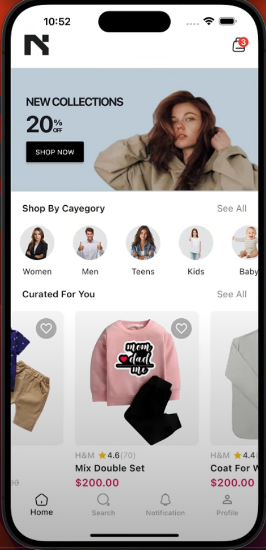 10:52
N
3
NEW COLLECTIONS
20% OFF
SHOP NOW
Shop By Cayegory
See All
Women
Men
Teens
Kids
Baby
Curated For You
See All
mom
dad
me
H&M 4.6(70)
H&M 4.4
Mix Double Set
Coat For W
$200.00
$200.00
Home
Search
Notification
Profile